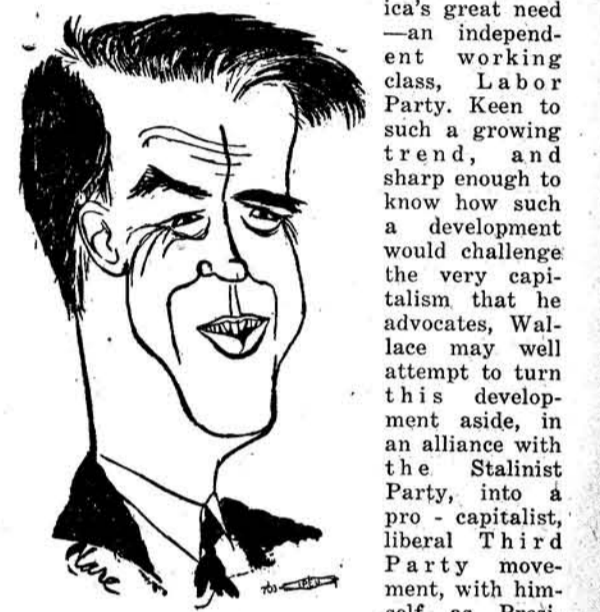 ica's great need
—an independ-
ent working
class, Labor
Party. Keen to
such a growing
trend, and
sharp enough to
know how such
a development
would challenge
the very capi-
talism that he
advocates, Wal-
lace may well
attempt to turn
this develop-
ment aside, in
an alliance with
the Stalinist
Party, into a
pro - capitalist,
liberal Third
Party move-
ment, with him-
self as Presi-